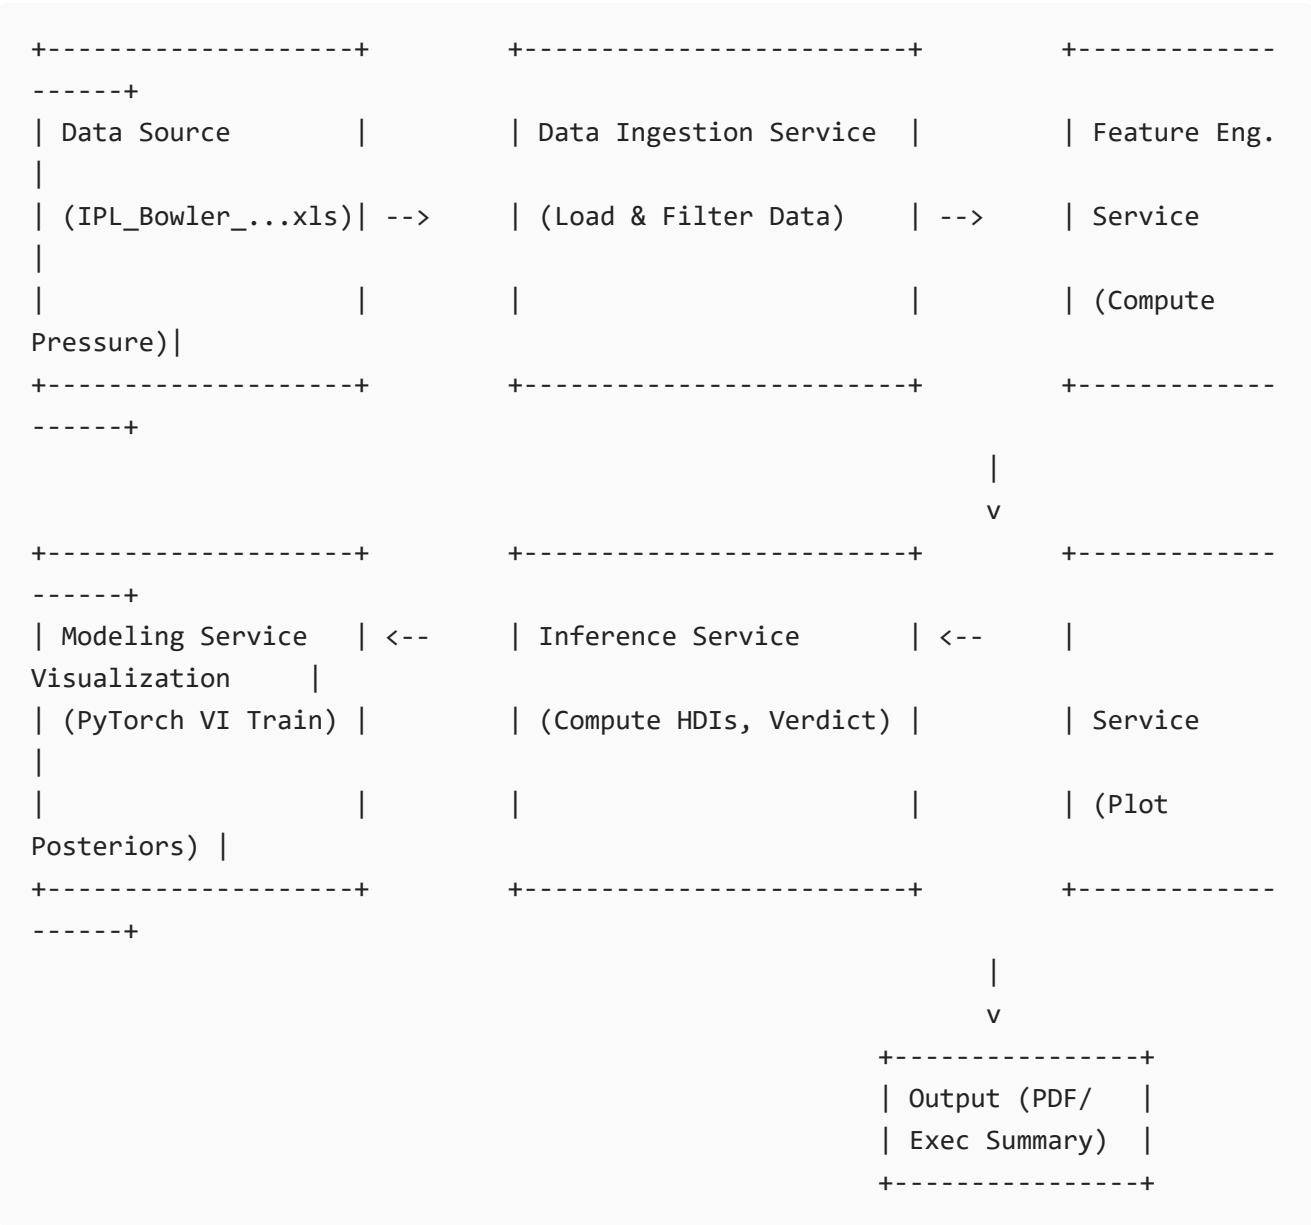 +--------------------+         +-------------------------+         +-------------
------+
| Data Source        |         | Data Ingestion Service  |         | Feature Eng.
|
| (IPL_Bowler_...xls)| -->     | (Load & Filter Data)    | -->     | Service
|
|                    |         |                         |         | (Compute
Pressure)|
+--------------------+         +-------------------------+         +-------------
------+
                                                              |
                                                              v
+--------------------+         +-------------------------+         +-------------
------+
| Modeling Service   | <--     | Inference Service       | <--     |
Visualization     |
| (PyTorch VI Train) |         | (Compute HDIs, Verdict) |         | Service
|
|                    |         |                         |         | (Plot
Posteriors) |
+--------------------+         +-------------------------+         +-------------
------+
                                                              |
                                                              v
                                                       +----------------+
                                                       | Output (PDF/   |
                                                       | Exec Summary)  |
                                                       +----------------+